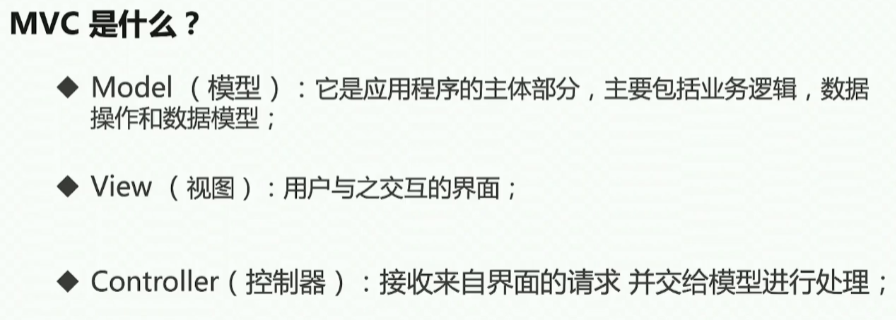 MVC 是什么？
◆ Model （模型）：它是应用程序的主体部分，主要包括业务逻辑，数据
操作和数据模型；
◆ View （视图）：用户与之交互的界面；
◆ Controller（控制器）：接收来自界面的请求 并交给模型进行处理；